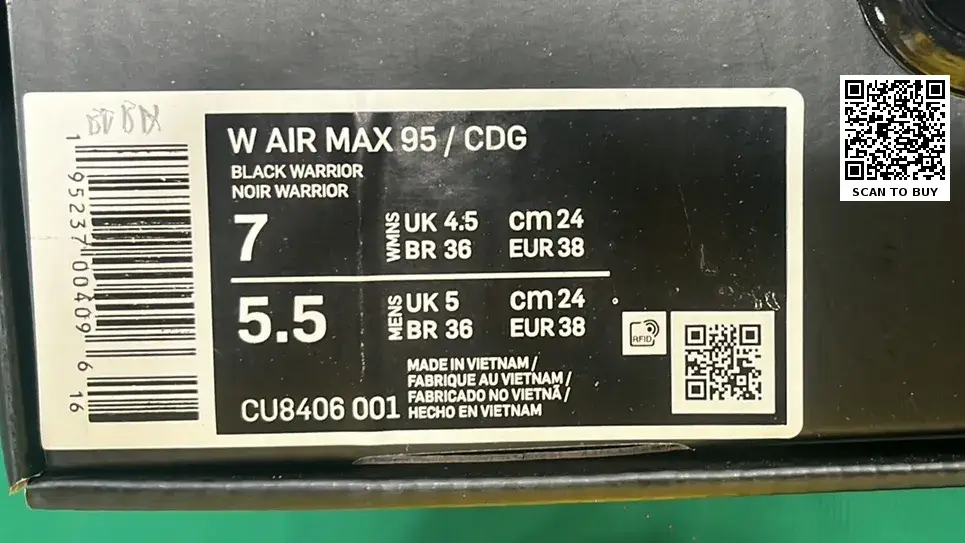 SCAN TO BUY
W AIR MAX 95 / CDG
BLACK WARRIOR
NOIR WARRIOR
7
WMNS
UK 4.5 cm 24
BR 36 EUR 38
5.5
MENS
UK 5 cm 24
BR 36 EUR 38
RFID
MADE IN VIETNAM /
FABRIQUE AU VIETNAM /
FABRICADO NO VIETNÃ /
HECHO EN VIETNAM
CU8406 001
1 95237 00409 6 16